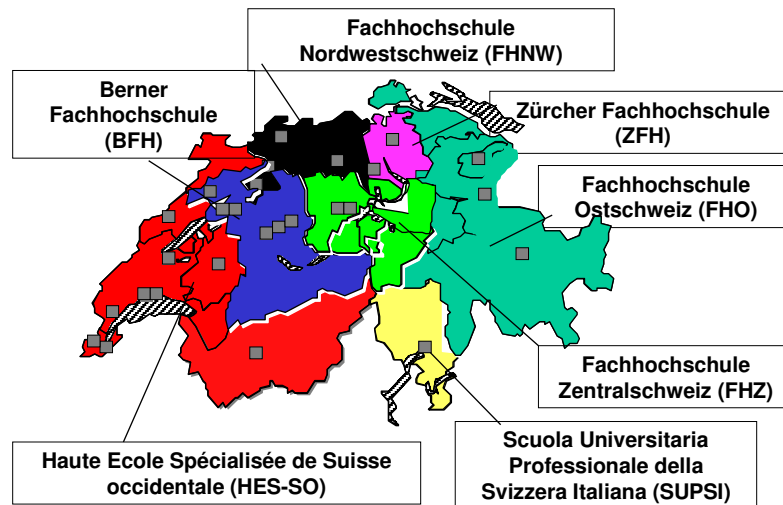 Fachhochschule
Nordwestschweiz (FHNW)
Berner
Fachhochschule
(BFH)
Zürcher Fachhochschule
(ZFH)
Fachhochschule
Ostschweiz (FHO)
Fachhochschule
Zentralschweiz (FHZ)
Haute Ecole Spécialisée de Suisse
occidentale (HES-SO)
Scuola Universitaria
Professionale della
Svizzera Italiana (SUPSI)